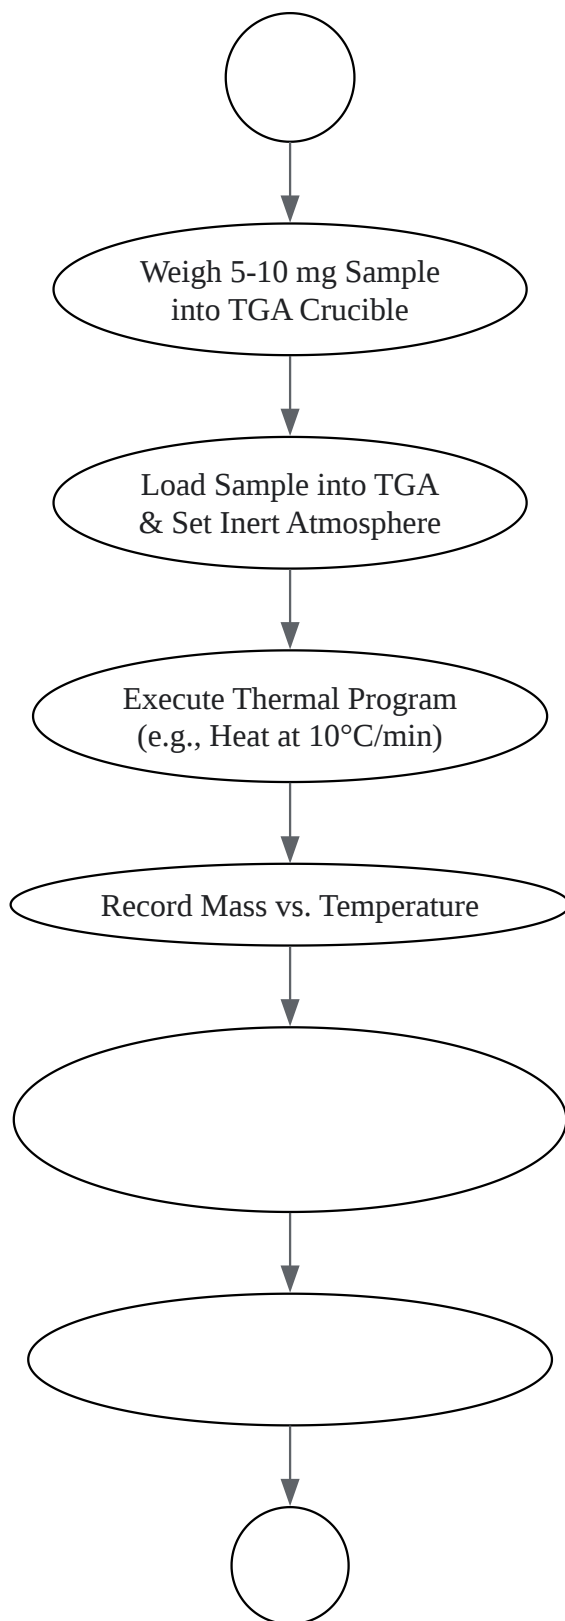 Weigh 5-10 mg Sample
into TGA Crucible
Load Sample into TGA
& Set Inert Atmosphere
Execute Thermal Program
(e.g., Heat at 10°C/min)
Record Mass vs. Temperature